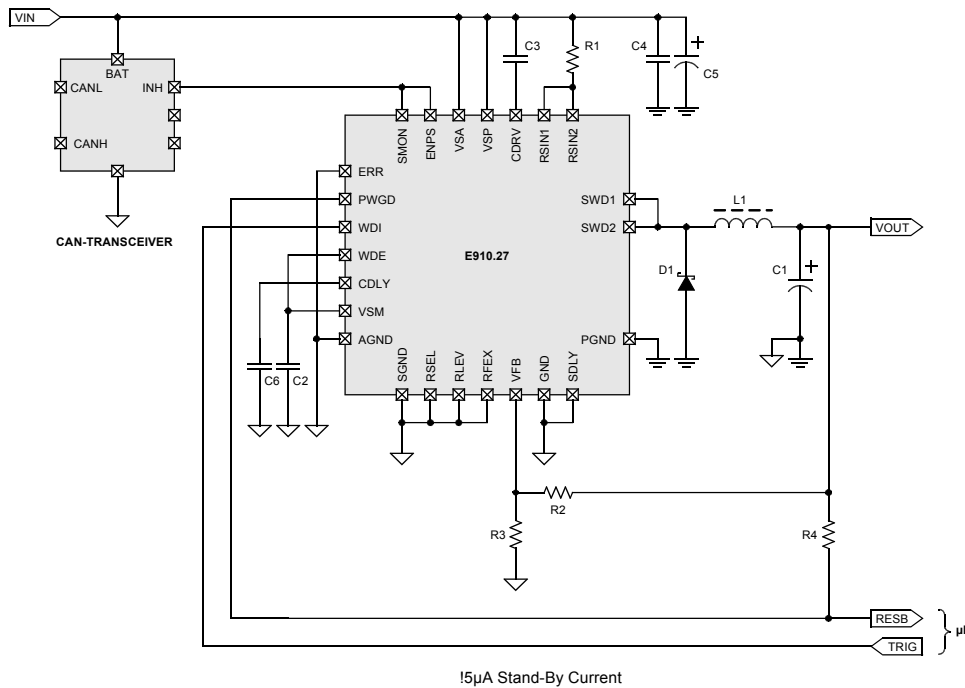 VIN
BAT
CANL
INH
CANH
CAN-TRANSCEIVER
C3
R1
C4
C5
SMON
ENPS
VSA
VSP
CDRV
RSIN1
RSIN2
ERR
PWGD
WDI
WDE
CDLY
VSM
AGND
E910.27
SWD1
SWD2
PGND
L1
VOUT
D1
C1
C6
C2
SGND
RSEL
RLEV
RFEX
VFB
GND
SDLY
R2
R3
R4
RESB
TRIG
!5µA Stand-By Current